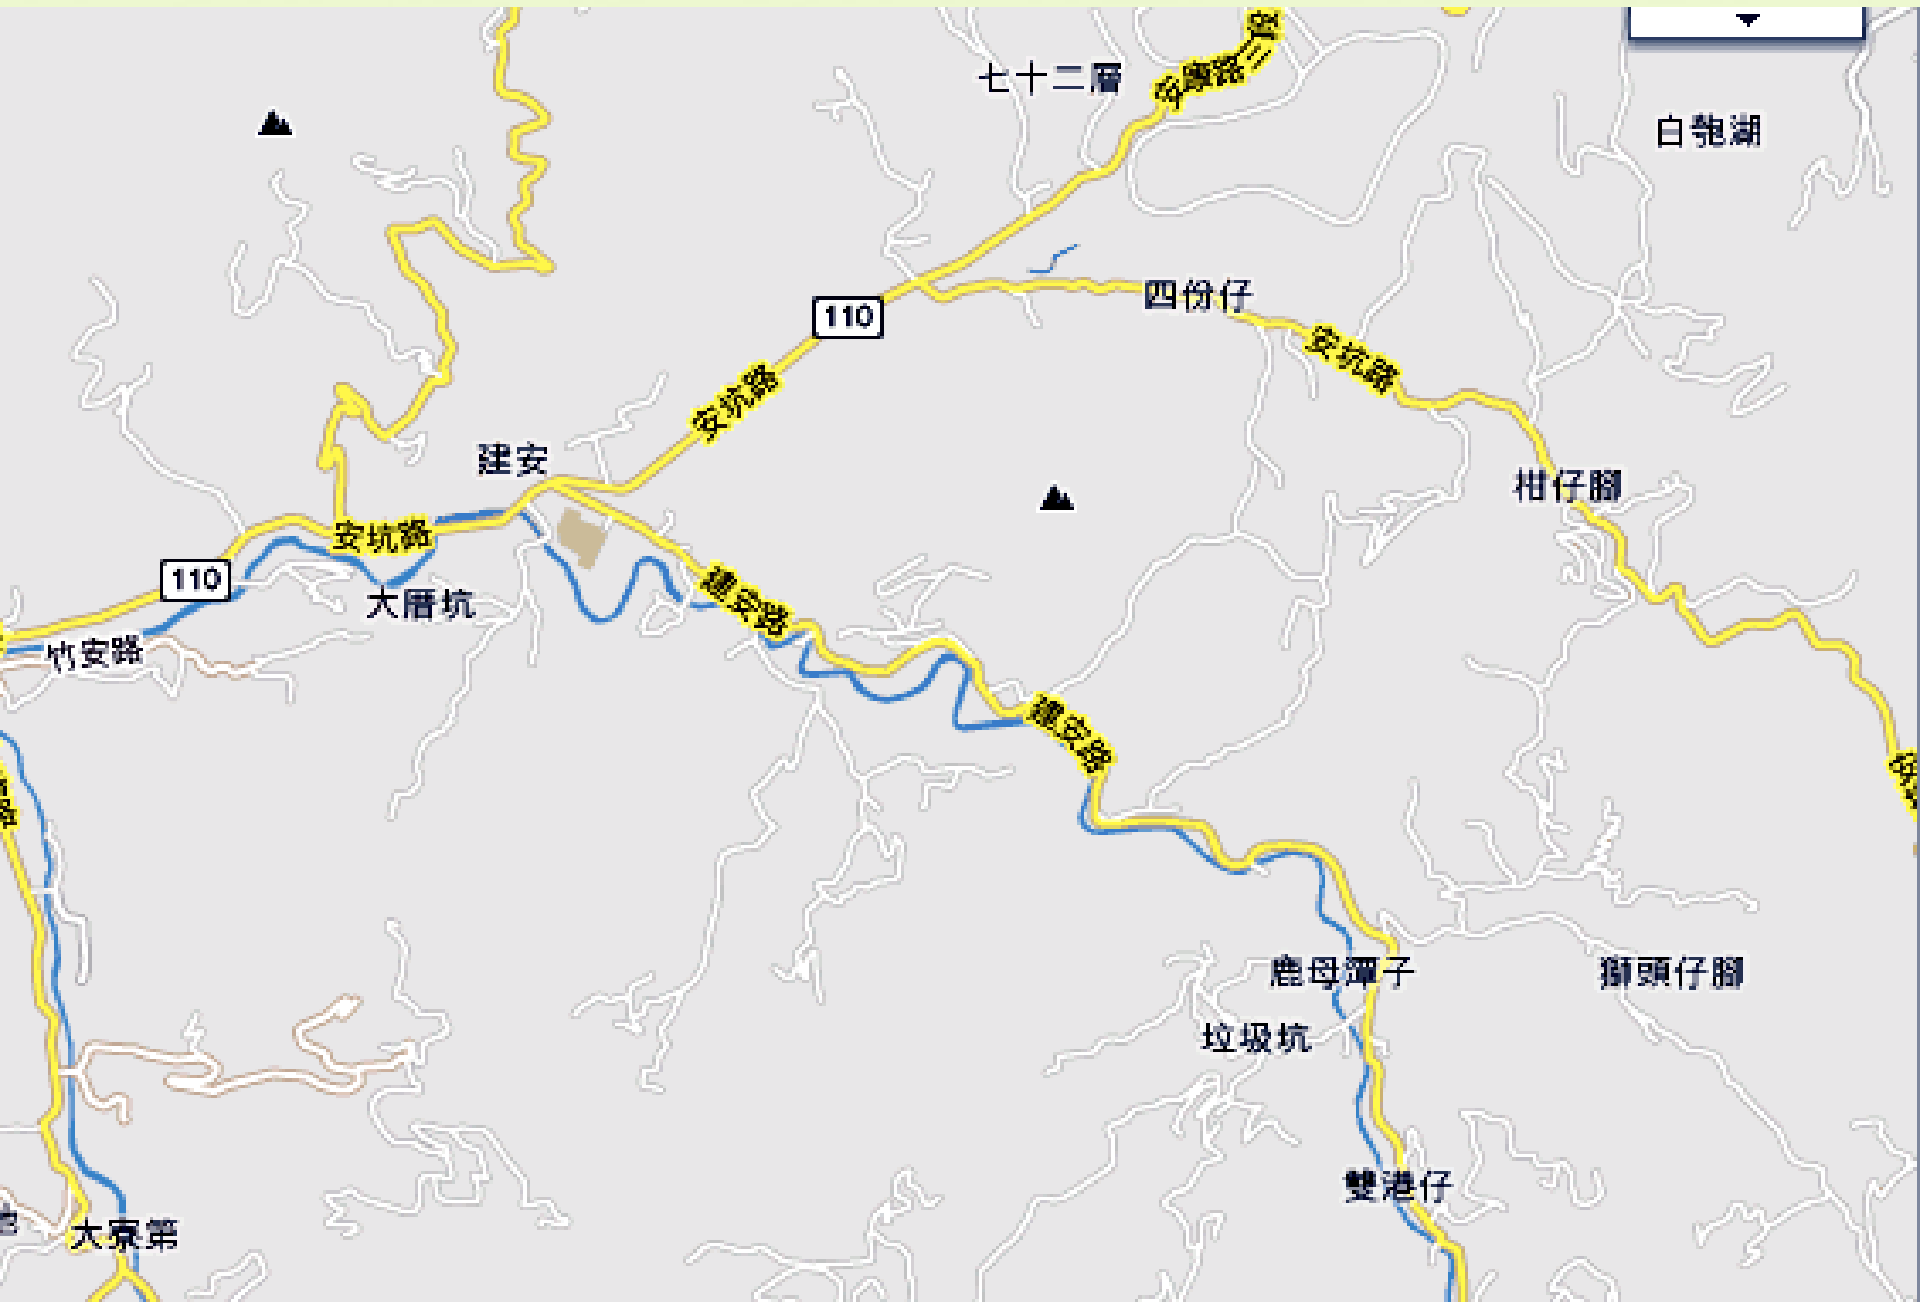 安康路三段
七十二層
白匏湖
四份仔
110
安坑路
安坑路
建安
柑仔腳
安坑路
110
大厝坑
建安路
竹安路
建安路
鹿母潭子
獅頭仔腳
垃圾坑
雙港仔
大寮第